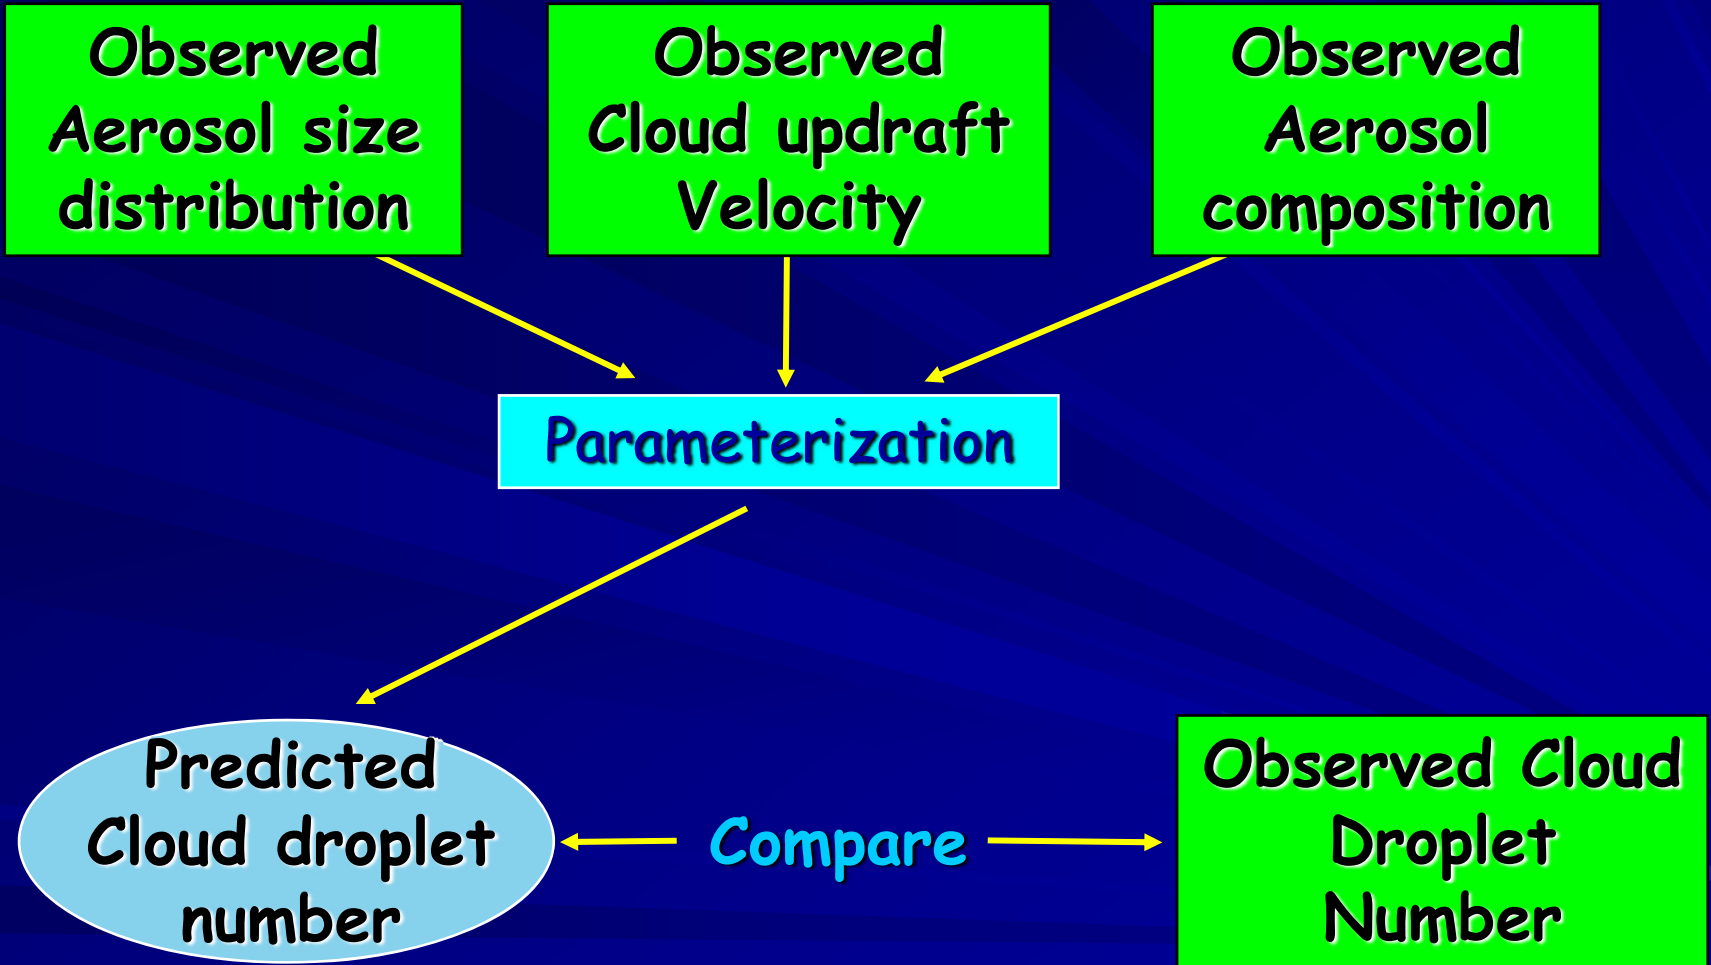 Observed
Aerosol size
distribution
Observed
Cloud updraft
Velocity
Observed
Aerosol
composition
Parameterization
Predicted
Cloud droplet
number
Compare
Observed Cloud
Droplet
Number